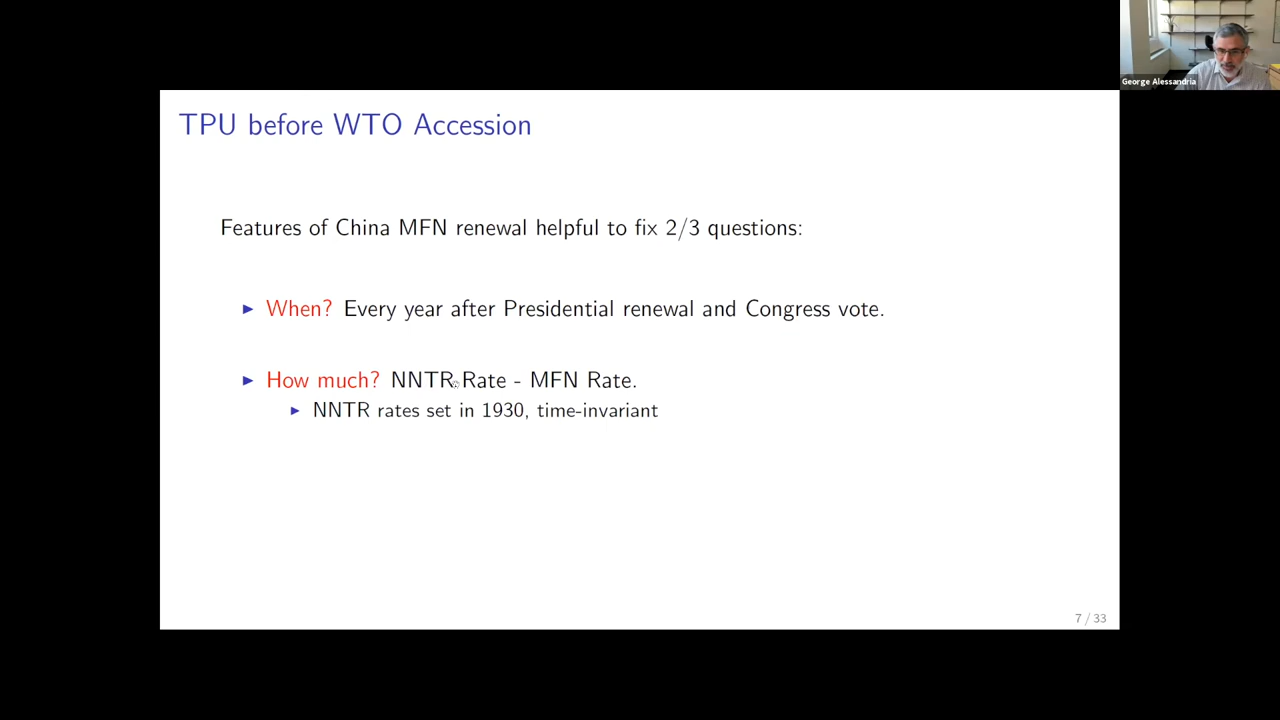 George Alessandria
TPU before WTO Accession
Features of China MFN renewal helpful to fix 2/3 questions:
▶ When? Every year after Presidential renewal and Congress vote.
▶ How much? NNTR Rate - MFN Rate.
▶ NNTR rates set in 1930, time-invariant
7 / 33